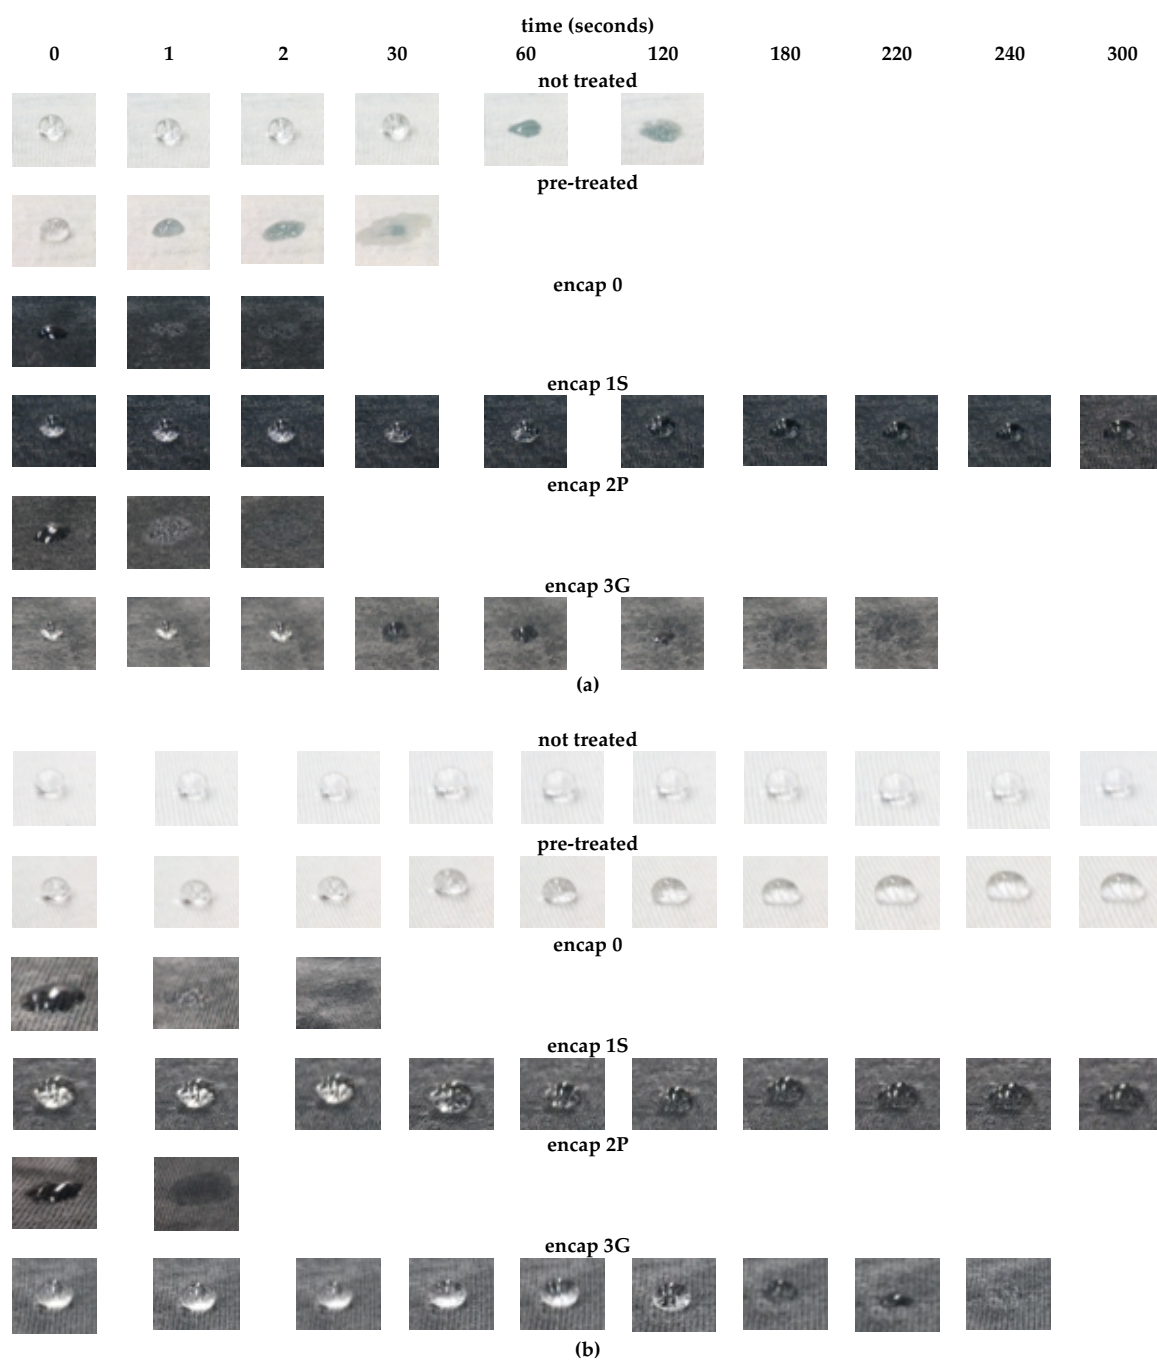 time (seconds)
0 1 2 30 60 120 180 220 240 300
not treated
pre-treated
encap 0
encap 1S
encap 2P
encap 3G
(a)
not treated
pre-treated
encap 0
encap 1S
encap 2P
encap 3G
(b)